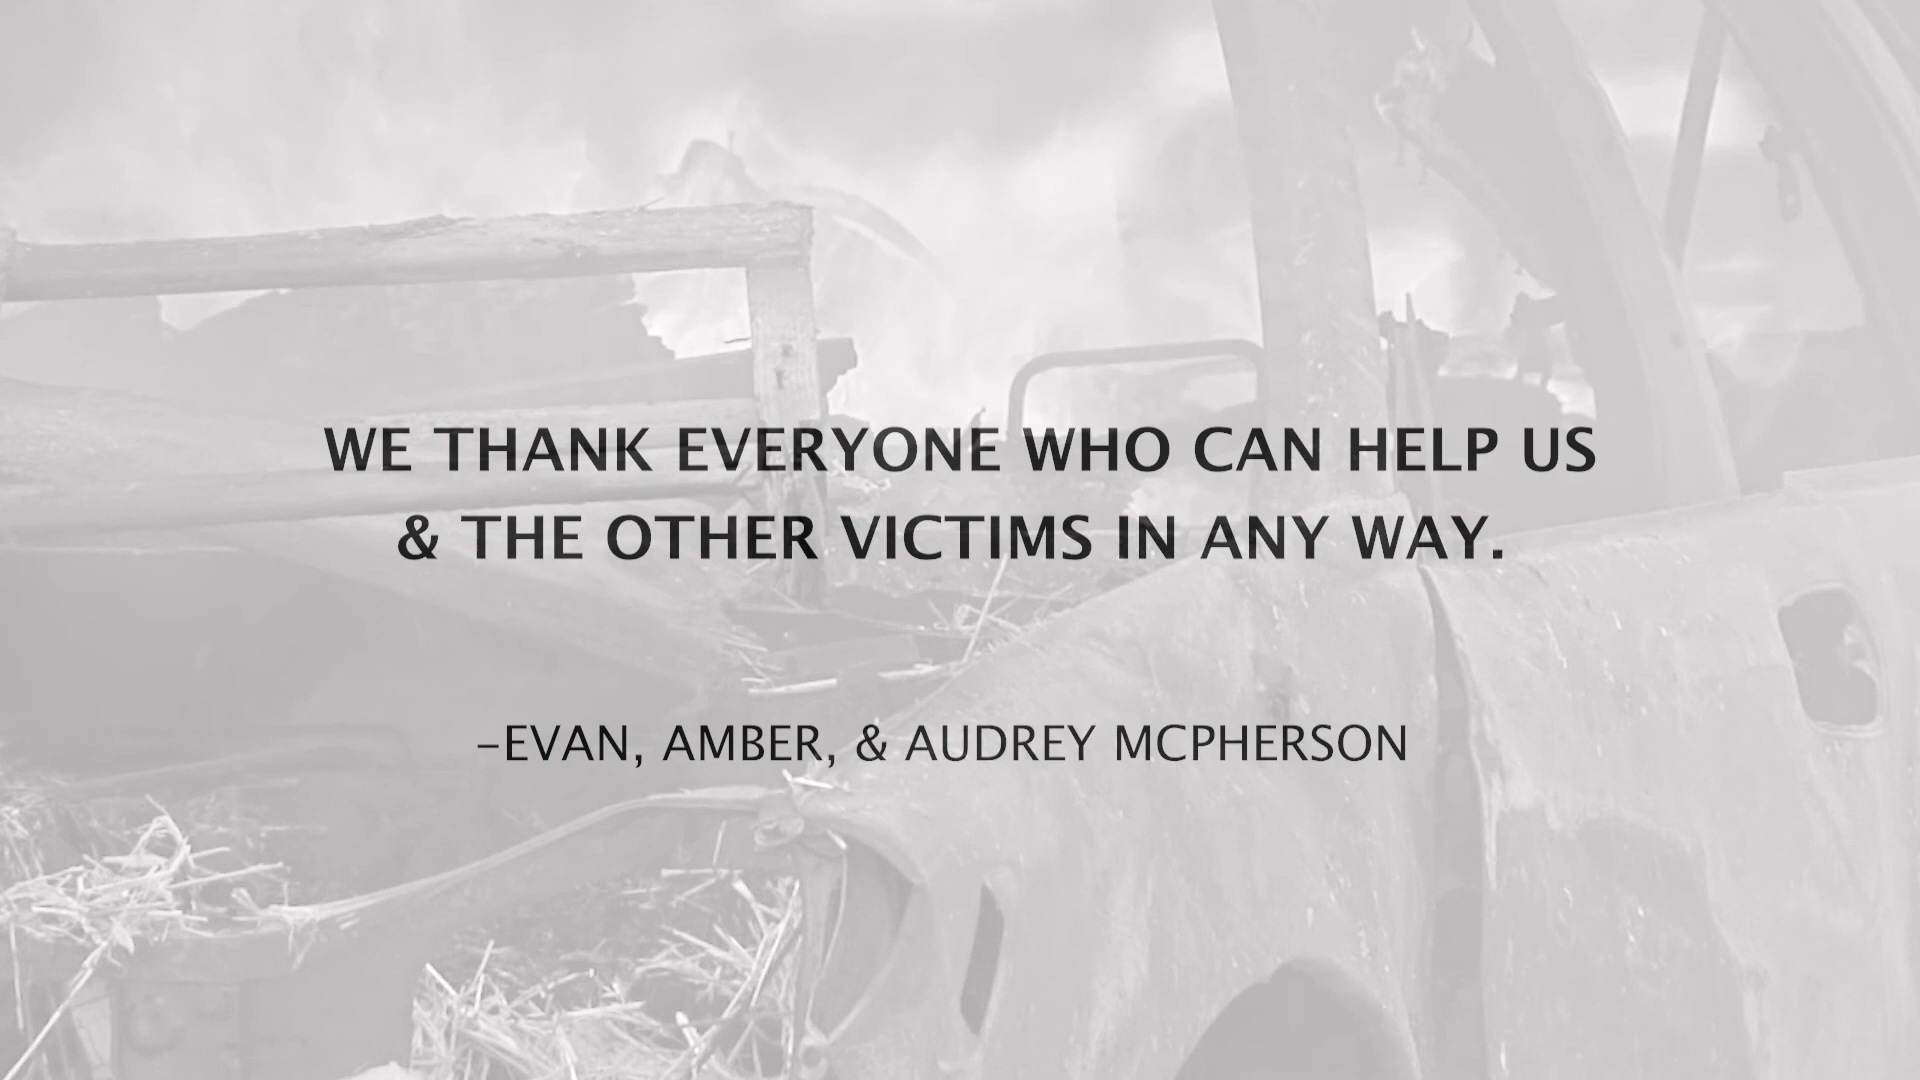 WE THANK EVERYONE WHO CAN HELP US
& THE OTHER VICTIMS IN ANY WAY.
–EVAN, AMBER, & AUDREY MCPHERSON